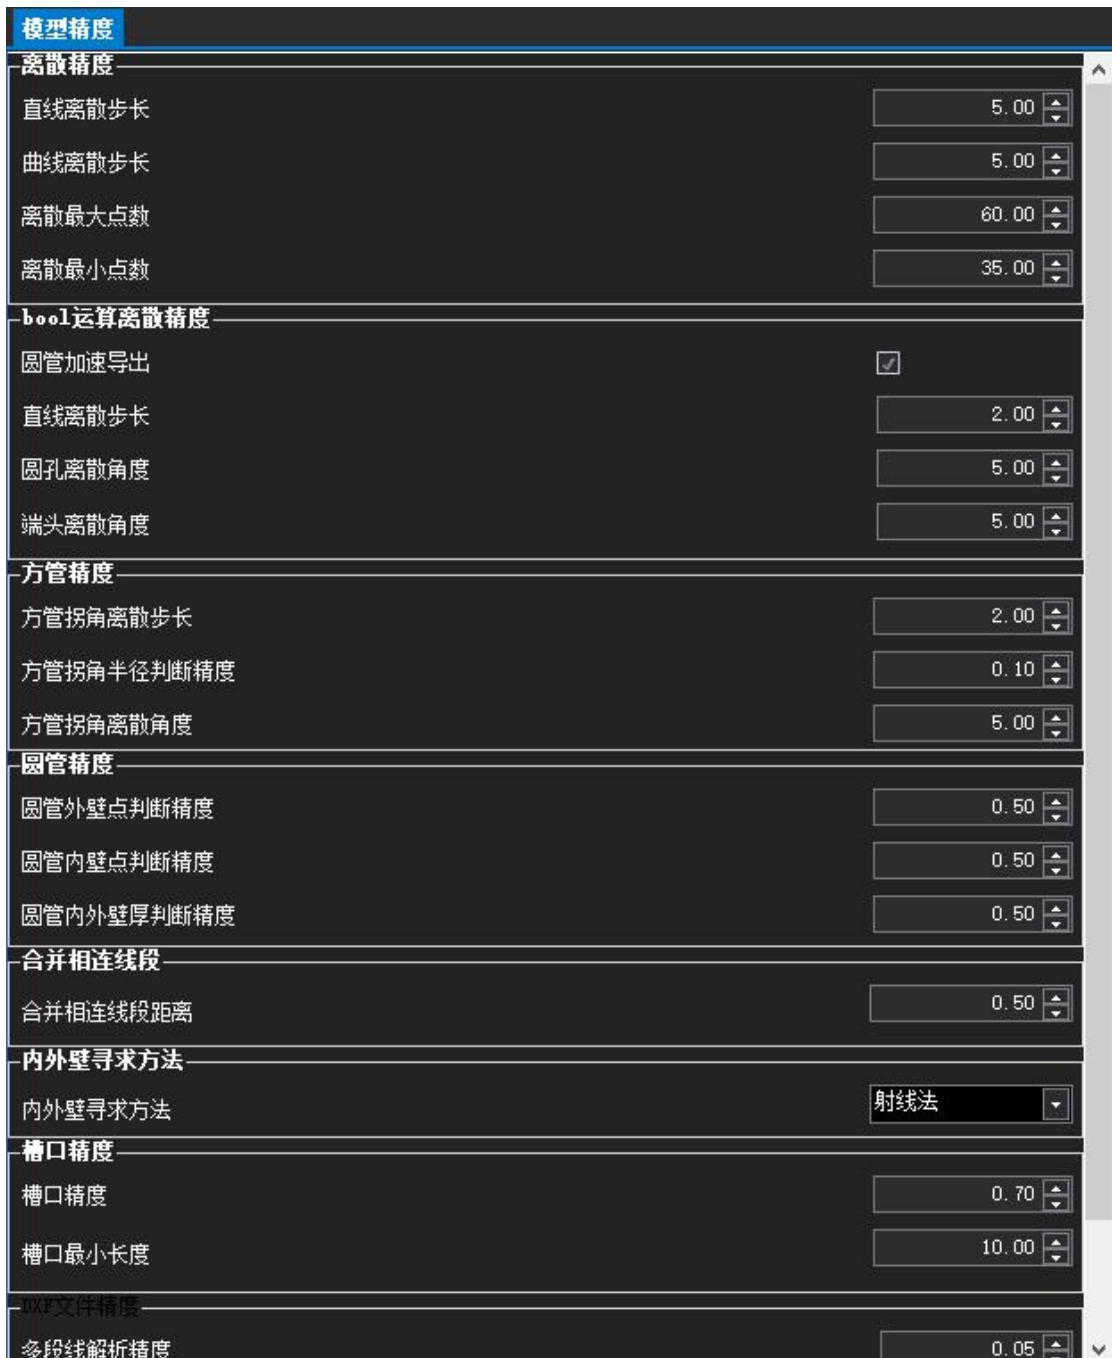 模型精度
离散精度
直线离散步长 5.00
曲线离散步长 5.00
离散最大点数 60.00
离散最小点数 35.00
bool运算离散精度
圆管加速导出
直线离散步长 2.00
圆孔离散角度 5.00
端头离散角度 5.00
方管精度
方管拐角离散步长 2.00
方管拐角半径判断精度 0.10
方管拐角离散角度 5.00
圆管精度
圆管外壁点判断精度 0.50
圆管内壁点判断精度 0.50
圆管内外壁厚判断精度 0.50
合并相连线段
合并相连线段距离 0.50
内外壁寻求方法
内外壁寻求方法 射线法
槽口精度
槽口精度 0.70
槽口最小长度 10.00
DXF文件精度
多段线解析精度 0.05